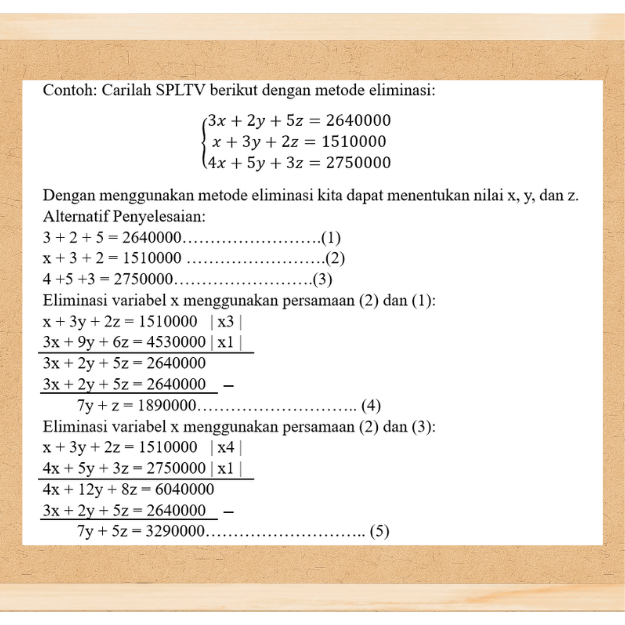 Contoh: Carilah SPLTV berikut dengan metode eliminasi:
3x + 2y + 5z = 2640000
x + 3y + 2z = 1510000
4x + 5y + 3z = 2750000
Dengan menggunakan metode eliminasi kita dapat menentukan nilai x, y, dan z.
Alternatif Penyelesaian:
3 + 2 + 5 = 2640000……………………..(1)
x + 3 + 2 = 1510000 ……………………..(2)
4 +5 +3 = 2750000……………………..(3)
Eliminasi variabel x menggunakan persamaan (2) dan (1):
x + 3y + 2z = 1510000 | x3 |
3x + 9y + 6z = 4530000 | x1 |
3x + 2y + 5z = 2640000
3x + 2y + 5z = 2640000 –
7y + z = 1890000……………………….. (4)
Eliminasi variabel x menggunakan persamaan (2) dan (3):
x + 3y + 2z = 1510000 | x4 |
4x + 5y + 3z = 2750000 | x1 |
4x + 12y + 8z = 6040000
3x + 2y + 5z = 2640000 –
7y + 5z = 3290000……………………….. (5)